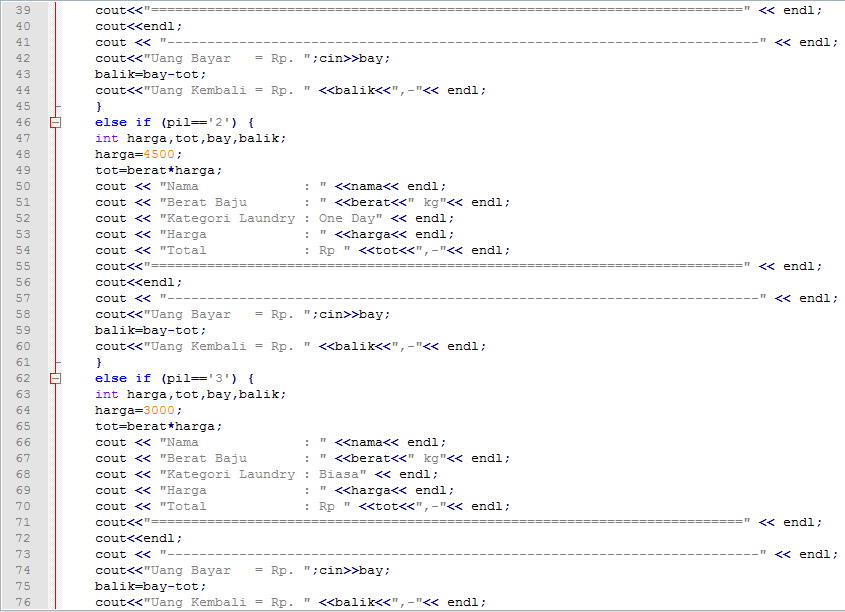 39 cout<<"==========================================================================" << endl;
40 cout<<endl;
41 cout << "--------------------------------------------------------------------------" << endl;
42 cout<<"Uang Bayar   = Rp. ";cin>>bay;
43 balik=bay-tot;
44 cout<<"Uang Kembali = Rp. " <<balik<<",-"<< endl;
45 }
46 else if (pil=='2') {
47 int harga,tot,bay,balik;
48 harga=4500;
49 tot=berat*harga;
50 cout << "Nama             : " <<nama<< endl;
51 cout << "Berat Baju       : " <<berat<<" kg"<< endl;
52 cout << "Kategori Laundry : One Day" << endl;
53 cout << "Harga            : " <<harga<< endl;
54 cout << "Total            : Rp " <<tot<<",-"<< endl;
55 cout<<"==========================================================================" << endl;
56 cout<<endl;
57 cout << "--------------------------------------------------------------------------" << endl;
58 cout<<"Uang Bayar   = Rp. ";cin>>bay;
59 balik=bay-tot;
60 cout<<"Uang Kembali = Rp. " <<balik<<",-"<< endl;
61 }
62 else if (pil=='3') {
63 int harga,tot,bay,balik;
64 harga=3000;
65 tot=berat*harga;
66 cout << "Nama             : " <<nama<< endl;
67 cout << "Berat Baju       : " <<berat<<" kg"<< endl;
68 cout << "Kategori Laundry : Biasa" << endl;
69 cout << "Harga            : " <<harga<< endl;
70 cout << "Total            : Rp " <<tot<<",-"<< endl;
71 cout<<"==========================================================================" << endl;
72 cout<<endl;
73 cout << "--------------------------------------------------------------------------" << endl;
74 cout<<"Uang Bayar   = Rp. ";cin>>bay;
75 balik=bay-tot;
76 cout<<"Uang Kembali = Rp. " <<balik<<",-"<< endl;